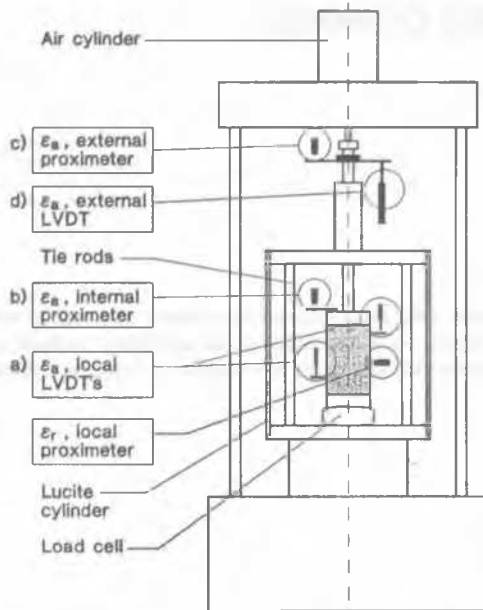 Air cylinder
c) εa, external
proximeter
d) εa, external
LVDT
Tie rods
b) εa, internal
proximeter
a) εa, local
LVDT's
εr, local
proximeter
Lucite
cylinder
Load cell